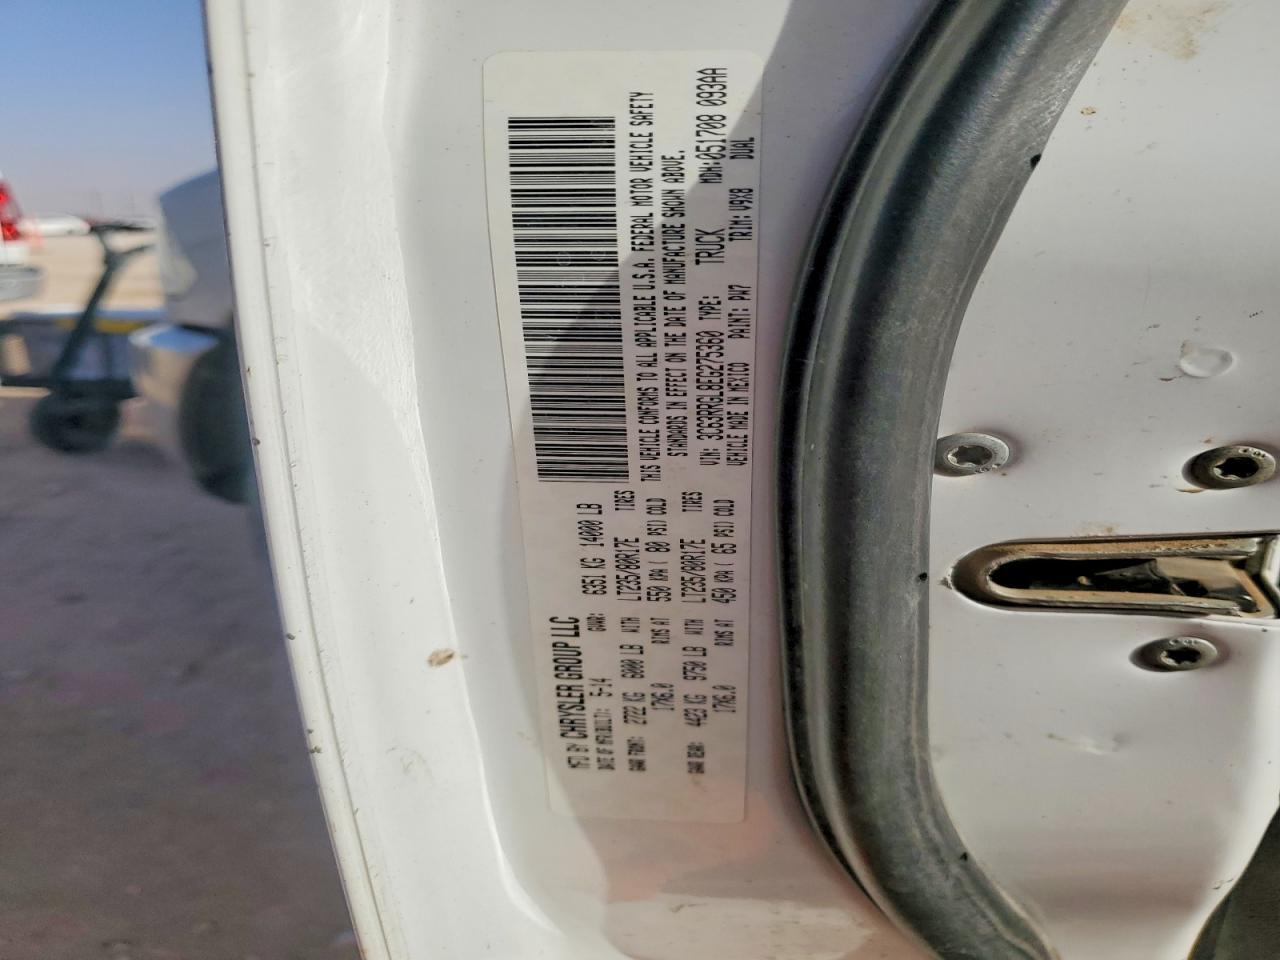 MFD BY CHRYSLER GROUP LLC
DATE OF MFR(BUILT): 5-14 GVWR: 6351 KG 14000 LB
GAWR FRONT: 2722 KG 6000 LB WITH LT235/80R17E TIRES
17X6.0 RIMS AT 550 KPA ( 80 PSI) COLD
GAWR REAR: 4423 KG 9750 LB WITH LT235/80R17E TIRES
17X6.0 RIMS AT 450 KPA ( 65 PSI) COLD
THIS VEHICLE CONFORMS TO ALL APPLICABLE U.S.A. FEDERAL MOTOR VEHICLE SAFETY
STANDARDS IN EFFECT ON THE DATE OF MANUFACTURE SHOWN ABOVE.
VIN: 3C63RRGL8EG275360 TYPE: TRUCK MDH:051708 093AA
VEHICLE MADE IN MEXICO PAINT: PW7 TRIM: V9X8 DUAL